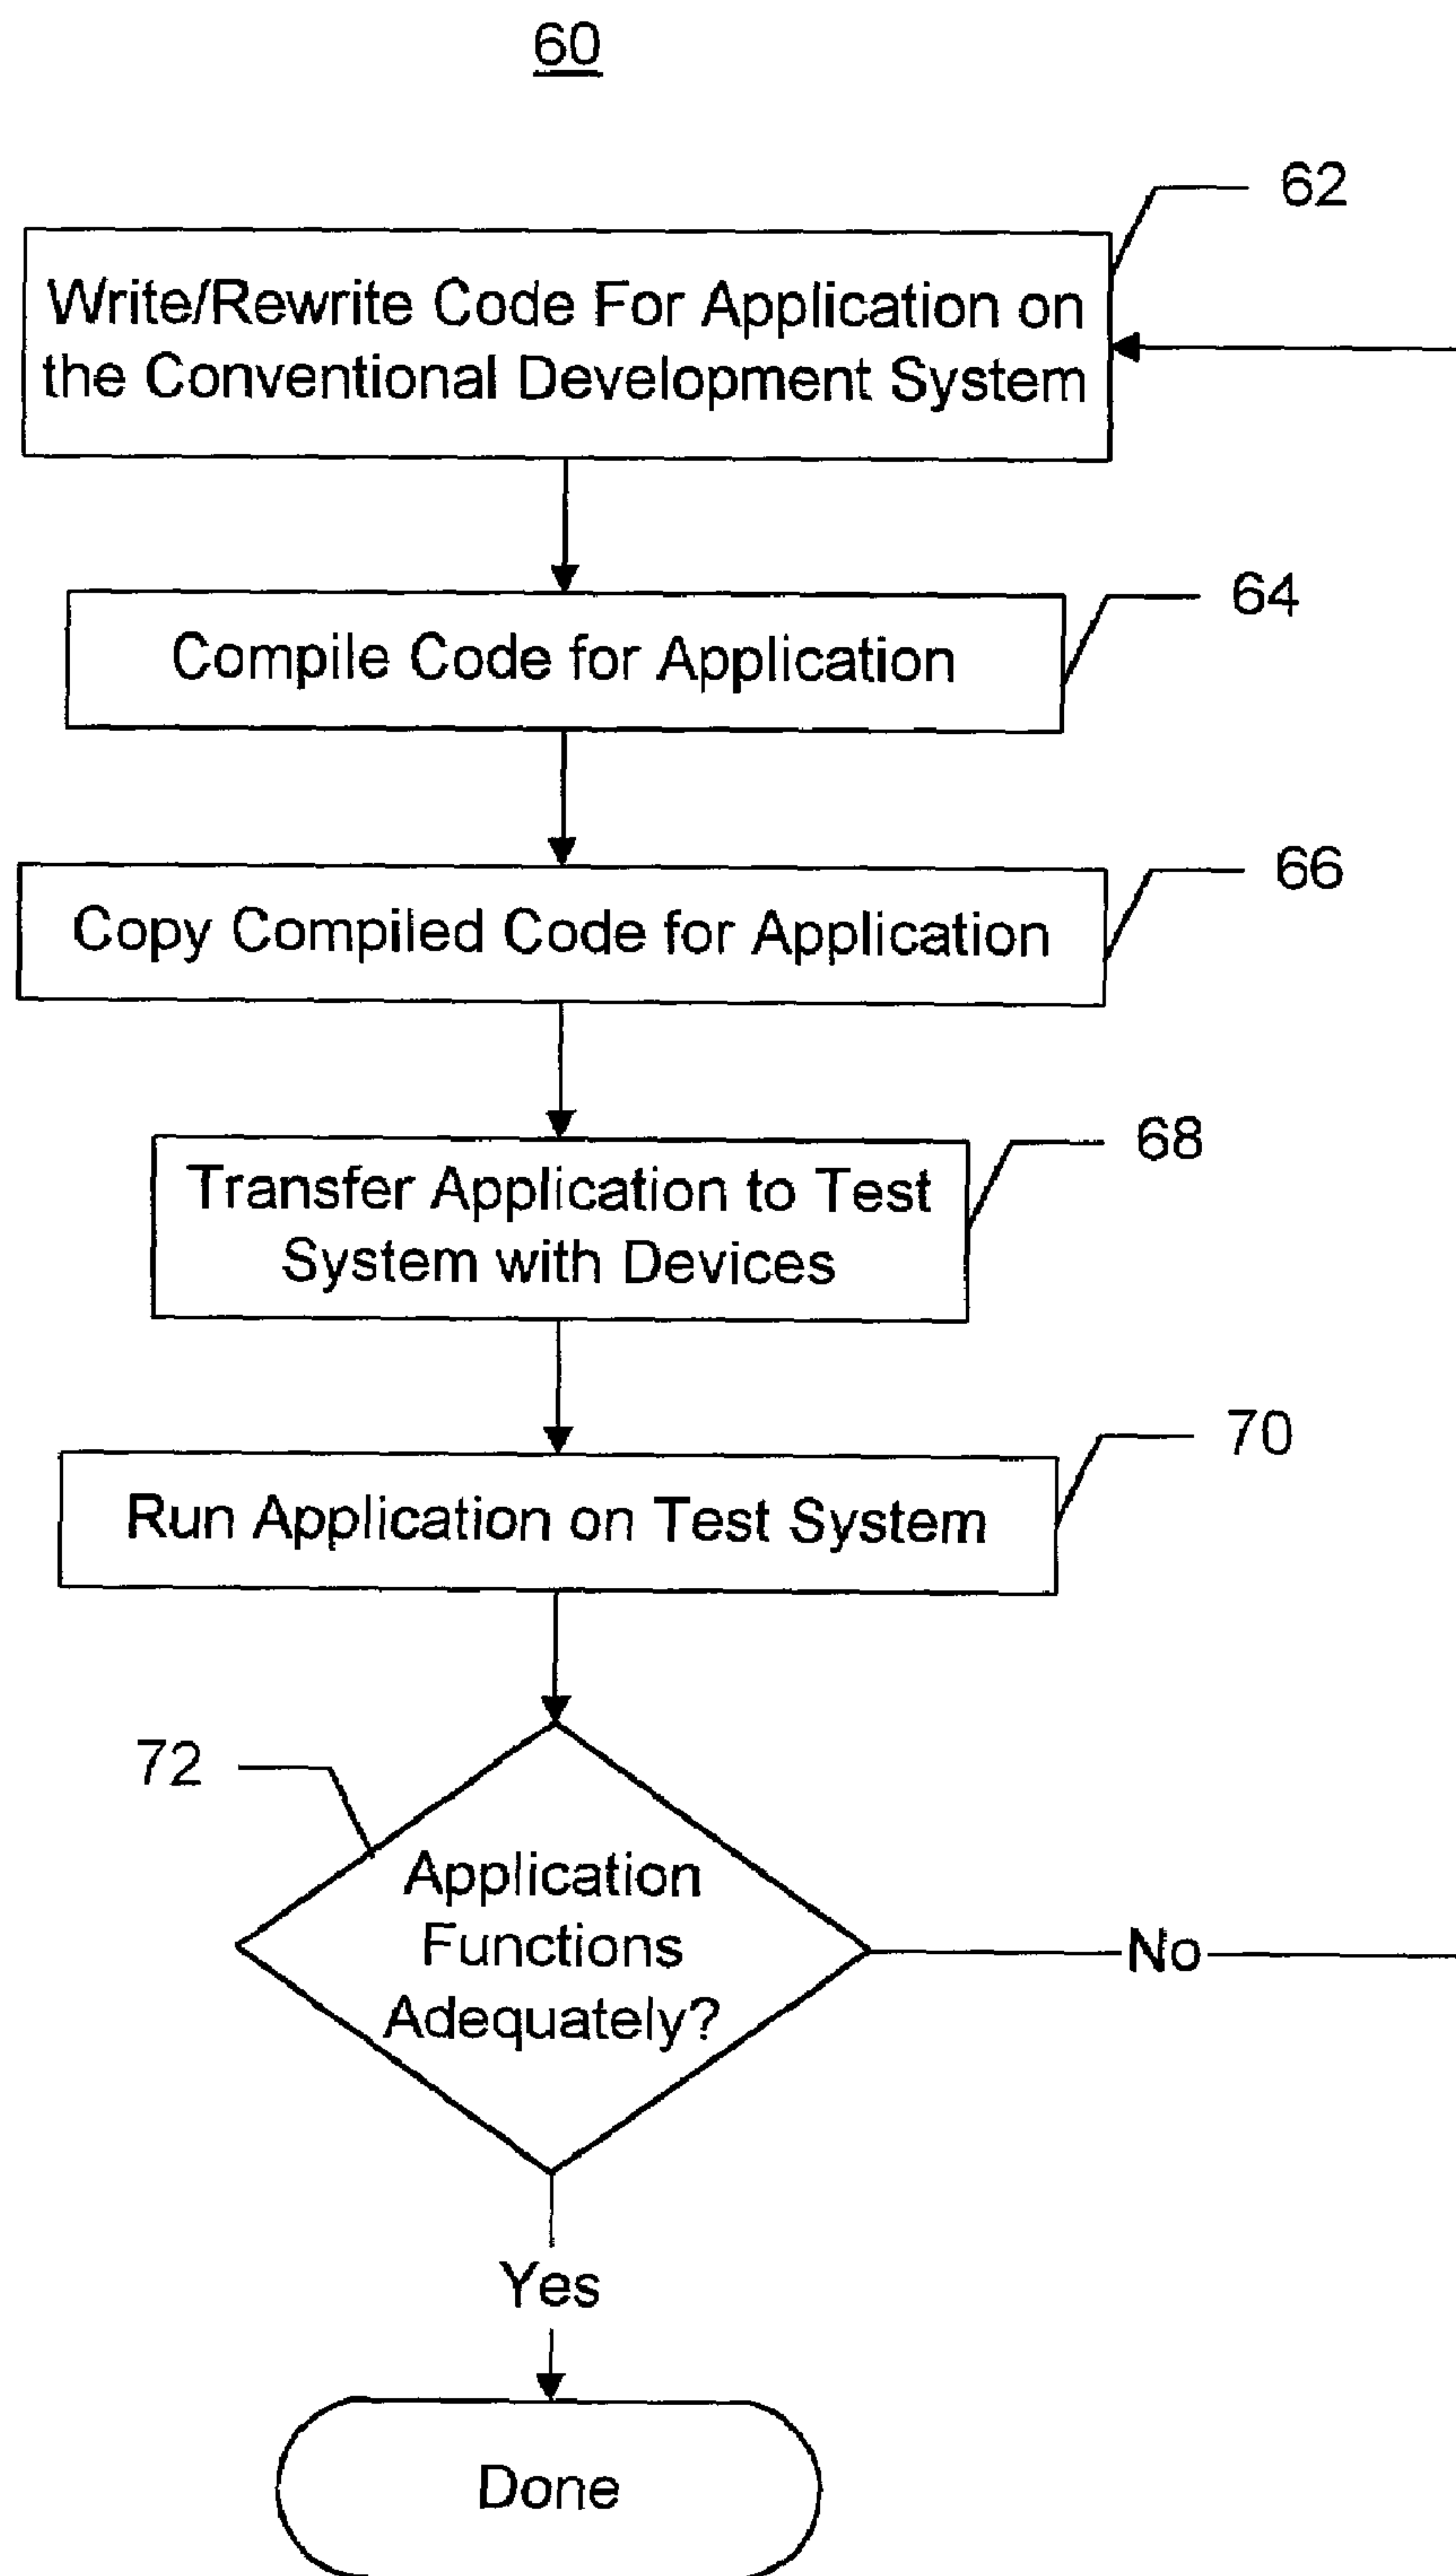 60
62
Write/Rewrite Code For Application on
the Conventional Development System
64
Compile Code for Application
66
Copy Compiled Code for Application
68
Transfer Application to Test
System with Devices
70
Run Application on Test System
72
Application
Functions
Adequately?
No
Yes
Done